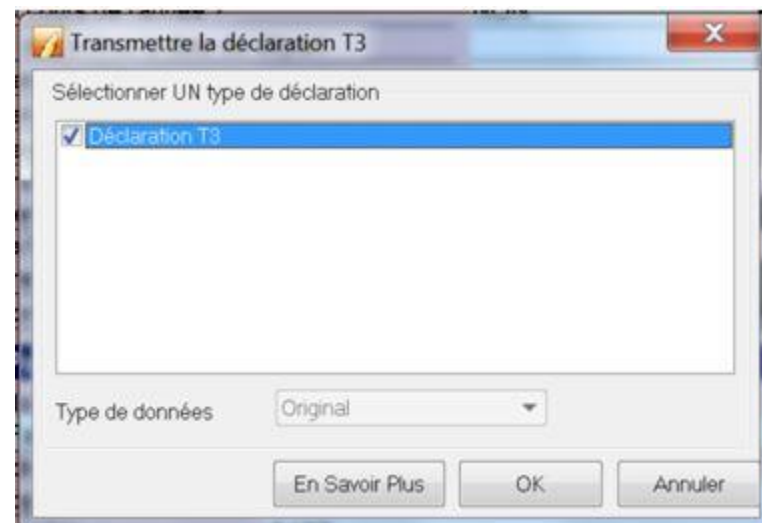 Transmettre la déclaration T3
Sélectionner UN type de déclaration
Déclaration T3
Type de données
Original
En Savoir Plus
OK
Annuler